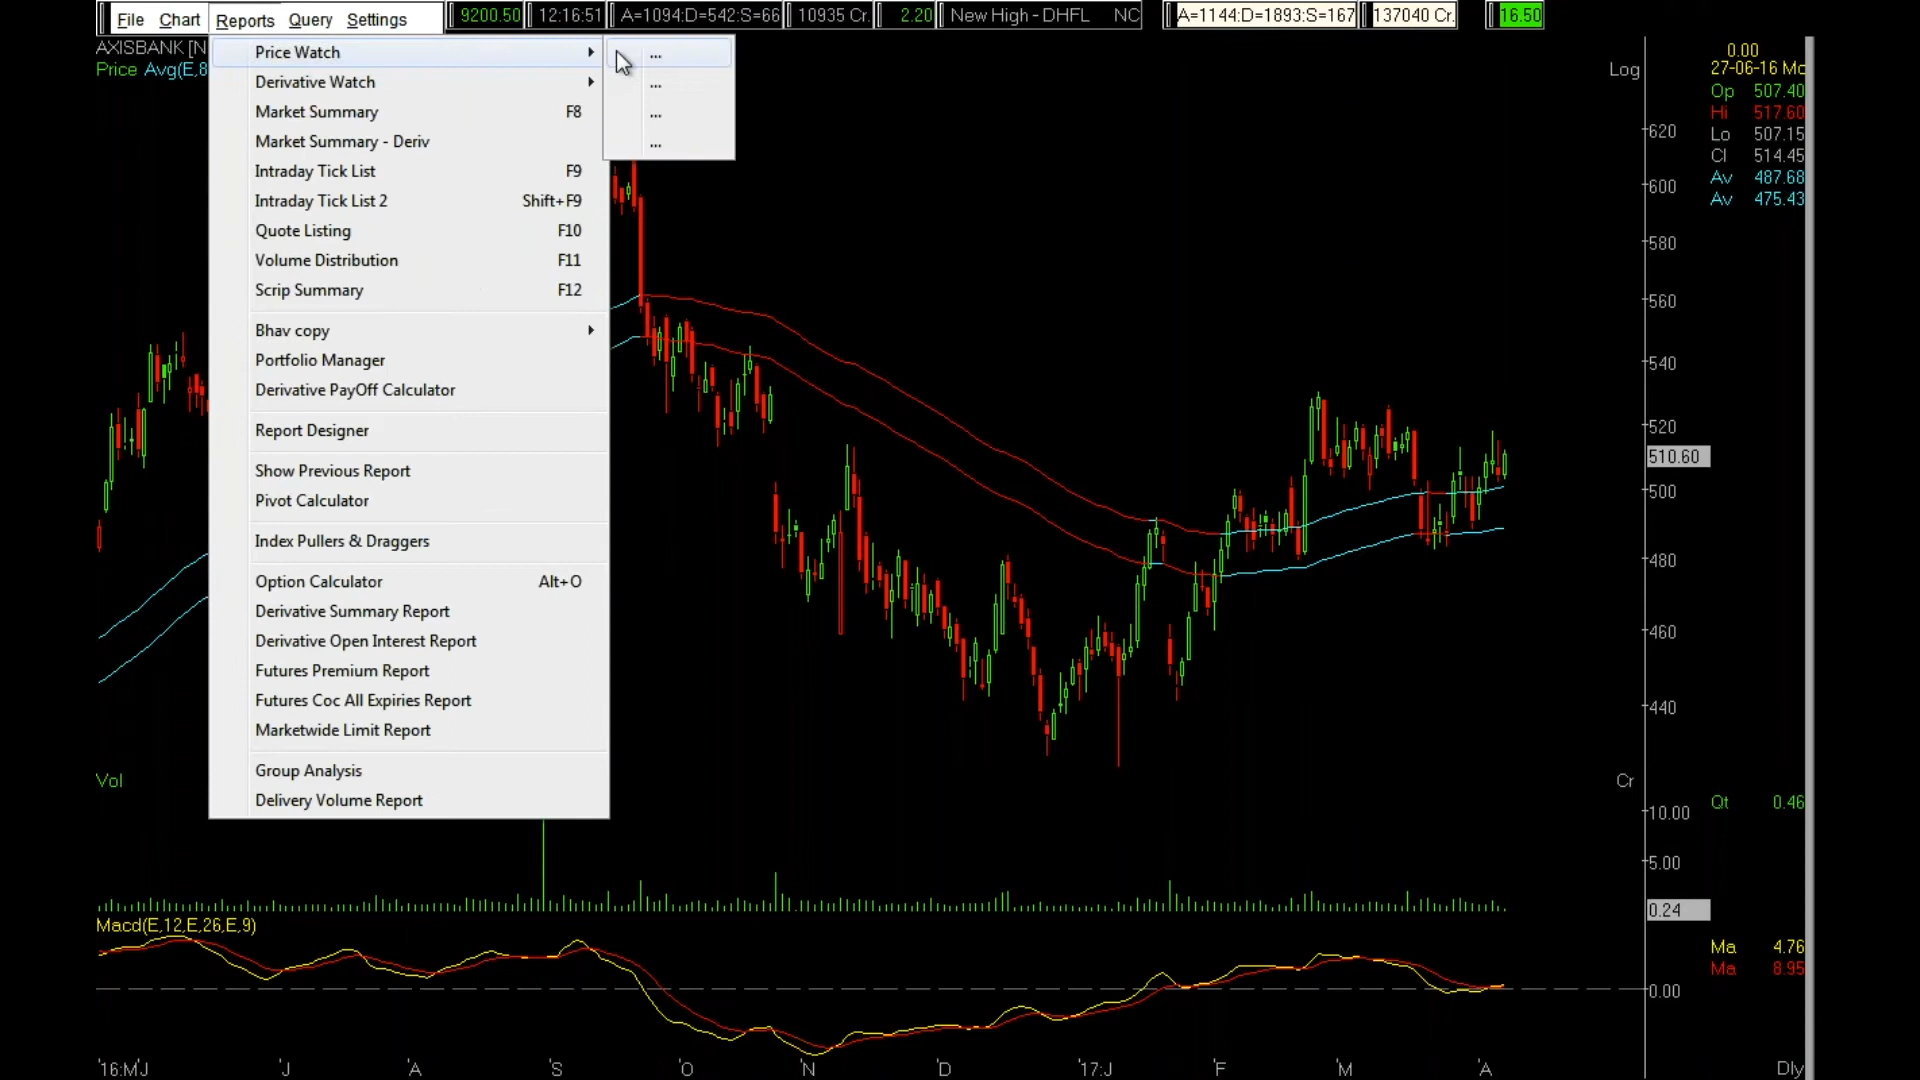 File Chart Reports Query Settings 9200.50 12:16:51 A=1094:D=542:S=66 10935 Cr. 2.20 New High - DHFL NC A=1144:D=1893:S=167 137040 Cr. 16.50
AXISBANK [N
Price Avg(E,8
Price Watch
Derivative Watch
Market Summary F8
Market Summary - Deriv
Intraday Tick List F9
Intraday Tick List 2 Shift+F9
Quote Listing F10
Volume Distribution F11
Scrip Summary F12
Bhav copy
Portfolio Manager
Derivative PayOff Calculator
Report Designer
Show Previous Report
Pivot Calculator
Index Pullers & Draggers
Option Calculator Alt+O
Derivative Summary Report
Derivative Open Interest Report
Futures Premium Report
Futures Coc All Expiries Report
Marketwide Limit Report
Group Analysis
Delivery Volume Report
...
...
...
...
Log
620
600
580
560
540
520
510.60
500
480
460
440
0.00
27-06-16 Mo
Op 507.40
Hi 517.60
Lo 507.15
Cl 514.45
Av 487.68
Av 475.43
Vol
Cr
10.00
5.00
0.24
Qt 0.46
Macd(E,12,E,26,E,9)
Ma 4.76
Ma 8.95
0.00
'16:MJ J A S O N D '17:J F M A Dly